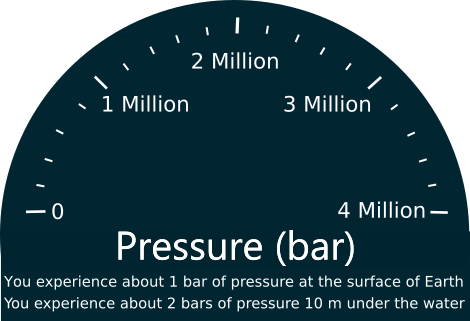 2 Million
1 Million
3 Million
0
4 Million
Pressure (bar)
You experience about 1 bar of pressure at the surface of Earth
You experience about 2 bars of pressure 10 m under the water